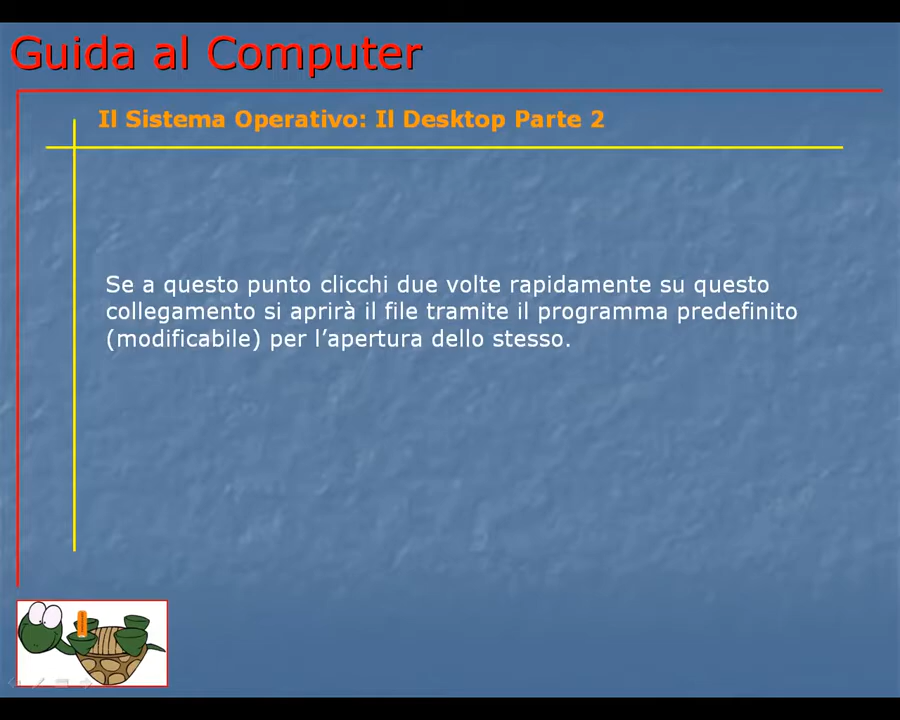 Guida al Computer
Il Sistema Operativo: Il Desktop Parte 2
Se a questo punto clicchi due volte rapidamente su questo
collegamento si aprirà il file tramite il programma predefinito
(modificabile) per l’apertura dello stesso.